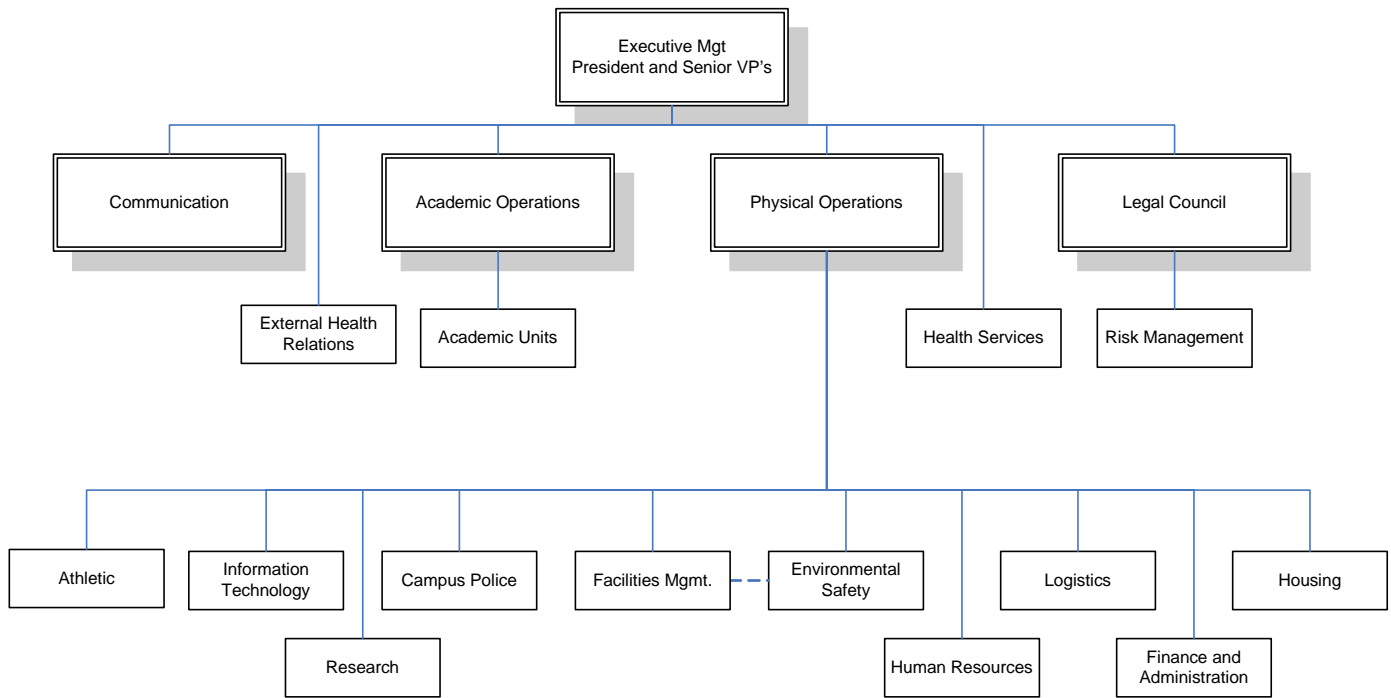 Executive Mgt
President and Senior VP's
Communication
Academic Operations
Physical Operations
Legal Council
External Health
Relations
Academic Units
Health Services
Risk Management
Athletic
Information
Technology
Campus Police
Facilities Mgmt.
Environmental
Safety
Logistics
Housing
Research
Human Resources
Finance and
Administration